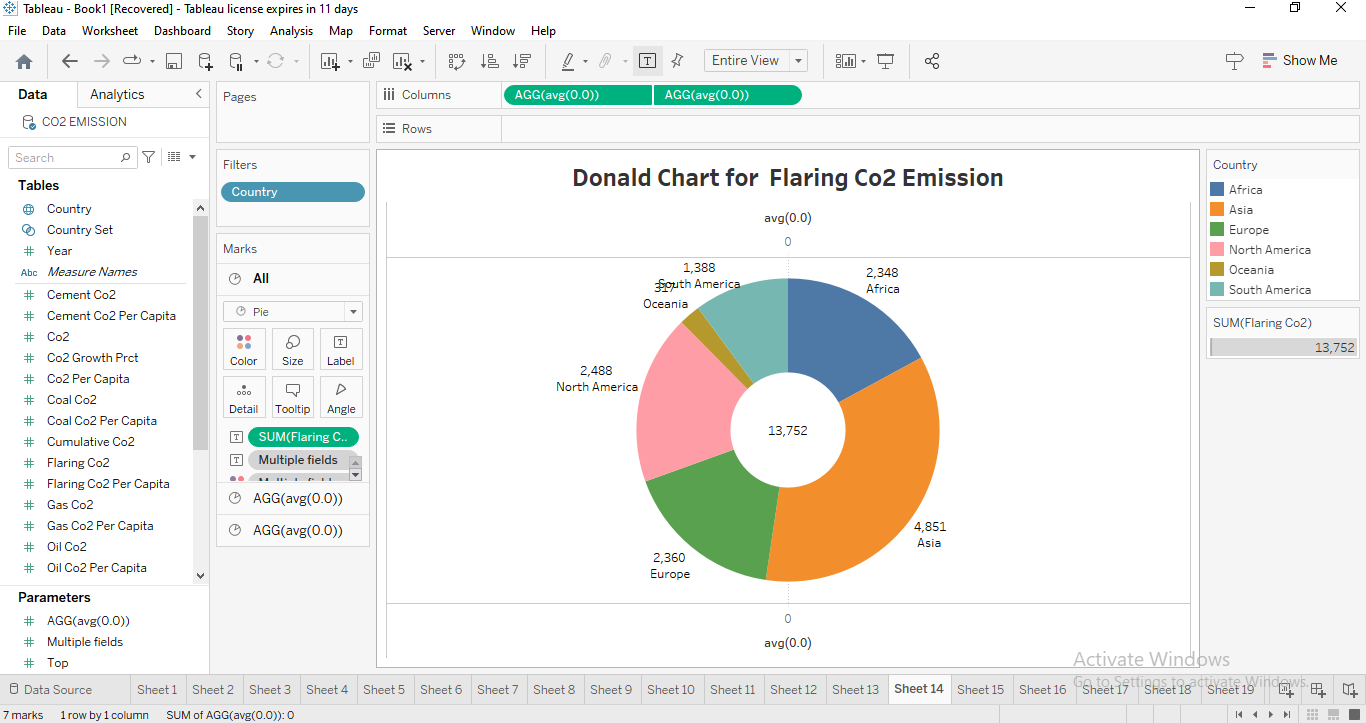 Tableau - Book1 [Recovered] - Tableau license expires in 11 days
File Data Worksheet Dashboard Story Analysis Map Format Server Window Help
Entire View
Show Me
Data Analytics
CO2 EMISSION
Search
Tables
Country
Country Set
Year
Abc Measure Names
Cement Co2
Cement Co2 Per Capita
Co2
Co2 Growth Prct
Co2 Per Capita
Coal Co2
Coal Co2 Per Capita
Cumulative Co2
Flaring Co2
Flaring Co2 Per Capita
Gas Co2
Gas Co2 Per Capita
Oil Co2
Oil Co2 Per Capita
Parameters
AGG(avg(0.0))
Multiple fields
Top
Pages
Filters
Country
Marks
All
Pie
Color Size Label
Detail Tooltip Angle
SUM(Flaring C..
Multiple fields
AGG(avg(0.0))
AGG(avg(0.0))
Columns AGG(avg(0.0)) AGG(avg(0.0))
Rows
Donald Chart for Flaring Co2 Emission
avg(0.0)
0
1,388
South America
317
Oceania
2,348
Africa
2,488
North America
13,752
4,851
Asia
2,360
Europe
0
avg(0.0)
Country
Africa
Asia
Europe
North America
Oceania
South America
SUM(Flaring Co2)
13,752
Activate Windows
Go to Settings to activate Windows.
Data Source Sheet 1 Sheet 2 Sheet 3 Sheet 4 Sheet 5 Sheet 6 Sheet 7 Sheet 8 Sheet 9 Sheet 10 Sheet 11 Sheet 12 Sheet 13 Sheet 14 Sheet 15 Sheet 16 Sheet 17 Sheet 18 Sheet 19
7 marks 1 row by 1 column SUM of AGG(avg(0.0)): 0